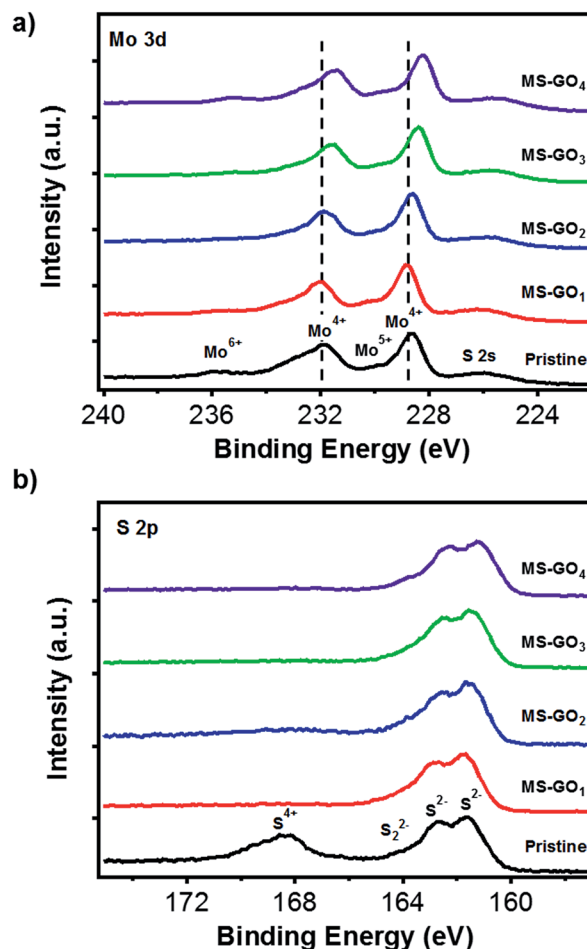 a)
Mo 3d
MS-GO₄
MS-GO₃
MS-GO₂
MS-GO₁
Mo⁶⁺
Mo⁴⁺
Mo⁵⁺
Mo⁴⁺
S 2s
Pristine
Intensity (a.u.)
240 236 232 228 224
Binding Energy (eV)
b)
S 2p
MS-GO₄
MS-GO₃
MS-GO₂
MS-GO₁
S⁴⁺
S₂²⁻
S²⁻
S²⁻
Pristine
Intensity (a.u.)
172 168 164 160
Binding Energy (eV)